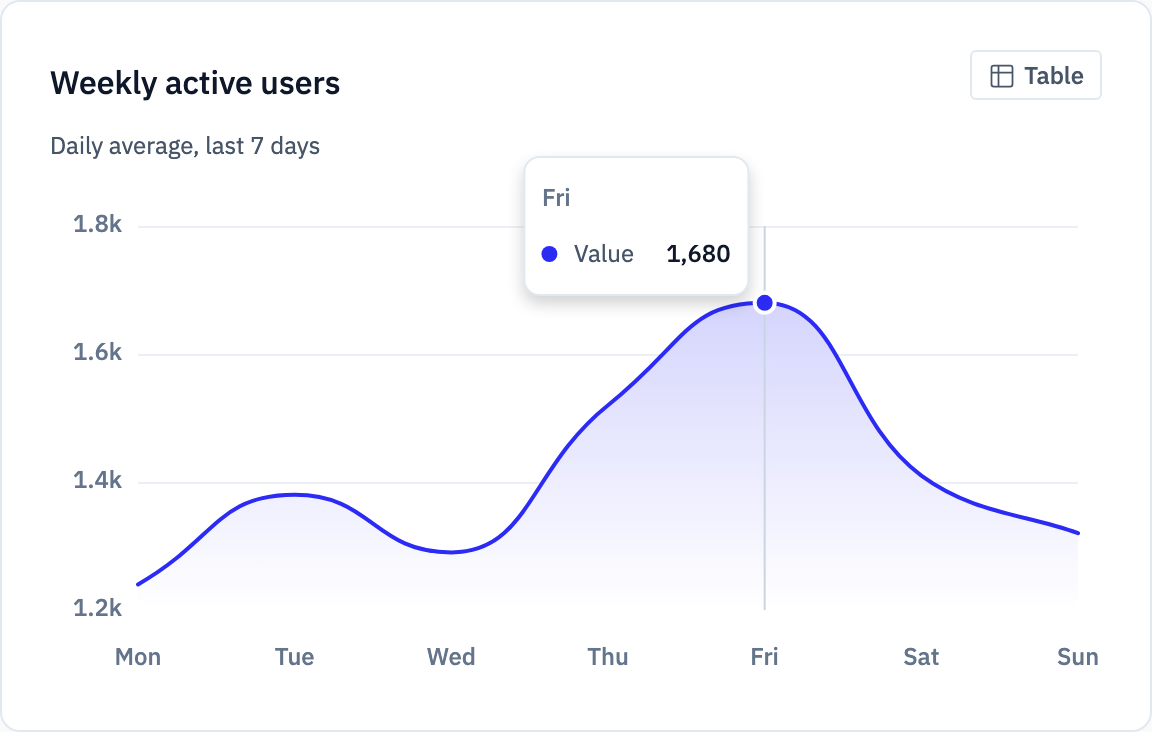 Weekly active users
Table
Daily average, last 7 days
Fri
Value 1,680
1.8k
1.6k
1.4k
1.2k
Mon Tue Wed Thu Fri Sat Sun